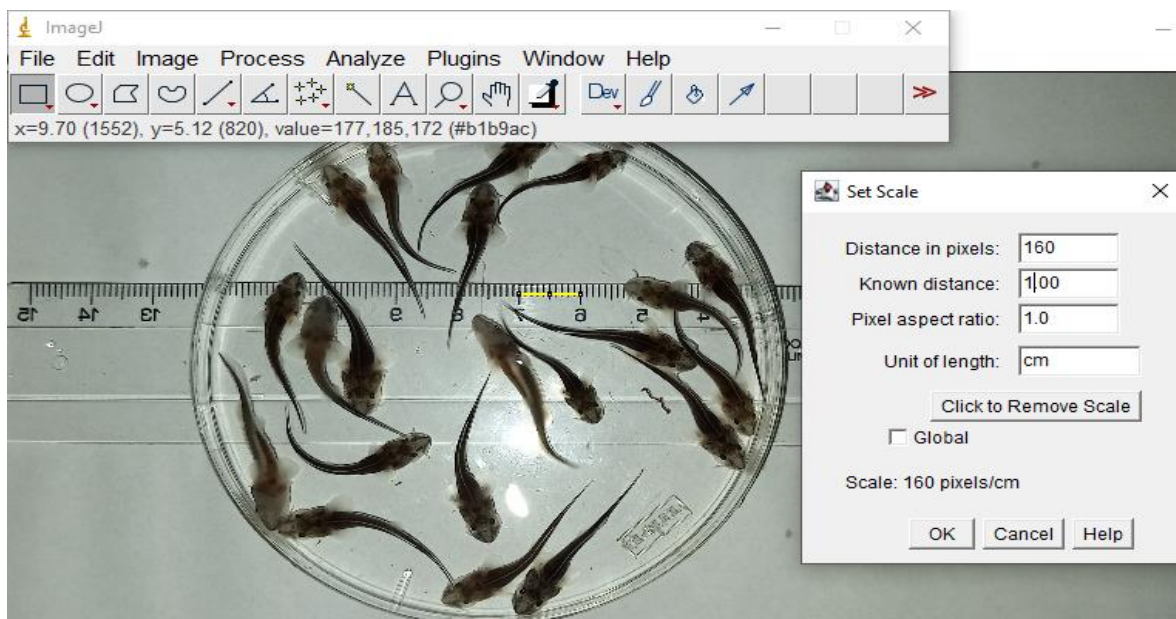 ImageJ
File Edit Image Process Analyze Plugins Window Help
A Dev >>
x=9.70 (1552), y=5.12 (820), value=177,185,172 (#b1b9ac)
Set Scale
Distance in pixels: 160
Known distance: 1.00
Pixel aspect ratio: 1.0
Unit of length: cm
Click to Remove Scale
Global
Scale: 160 pixels/cm
OK Cancel Help
15 14 13 9 8 7 6 5 4